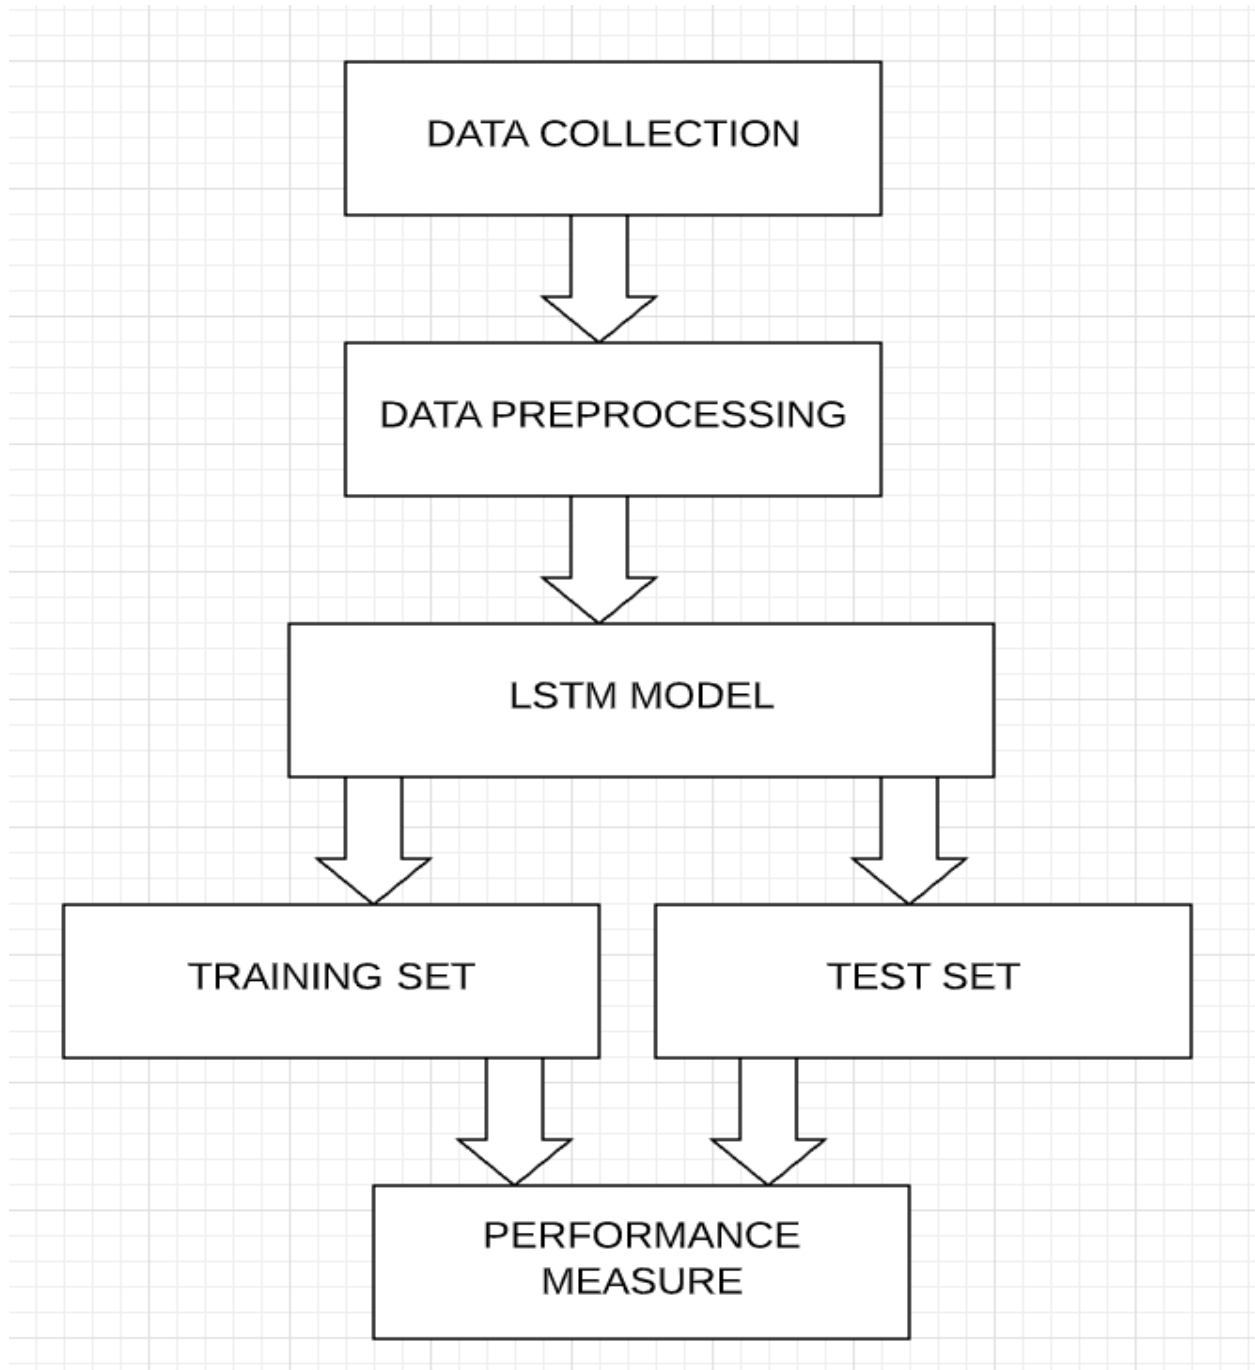 DATA COLLECTION
DATA PREPROCESSING
LSTM MODEL
TRAINING SET
TEST SET
PERFORMANCE
MEASURE